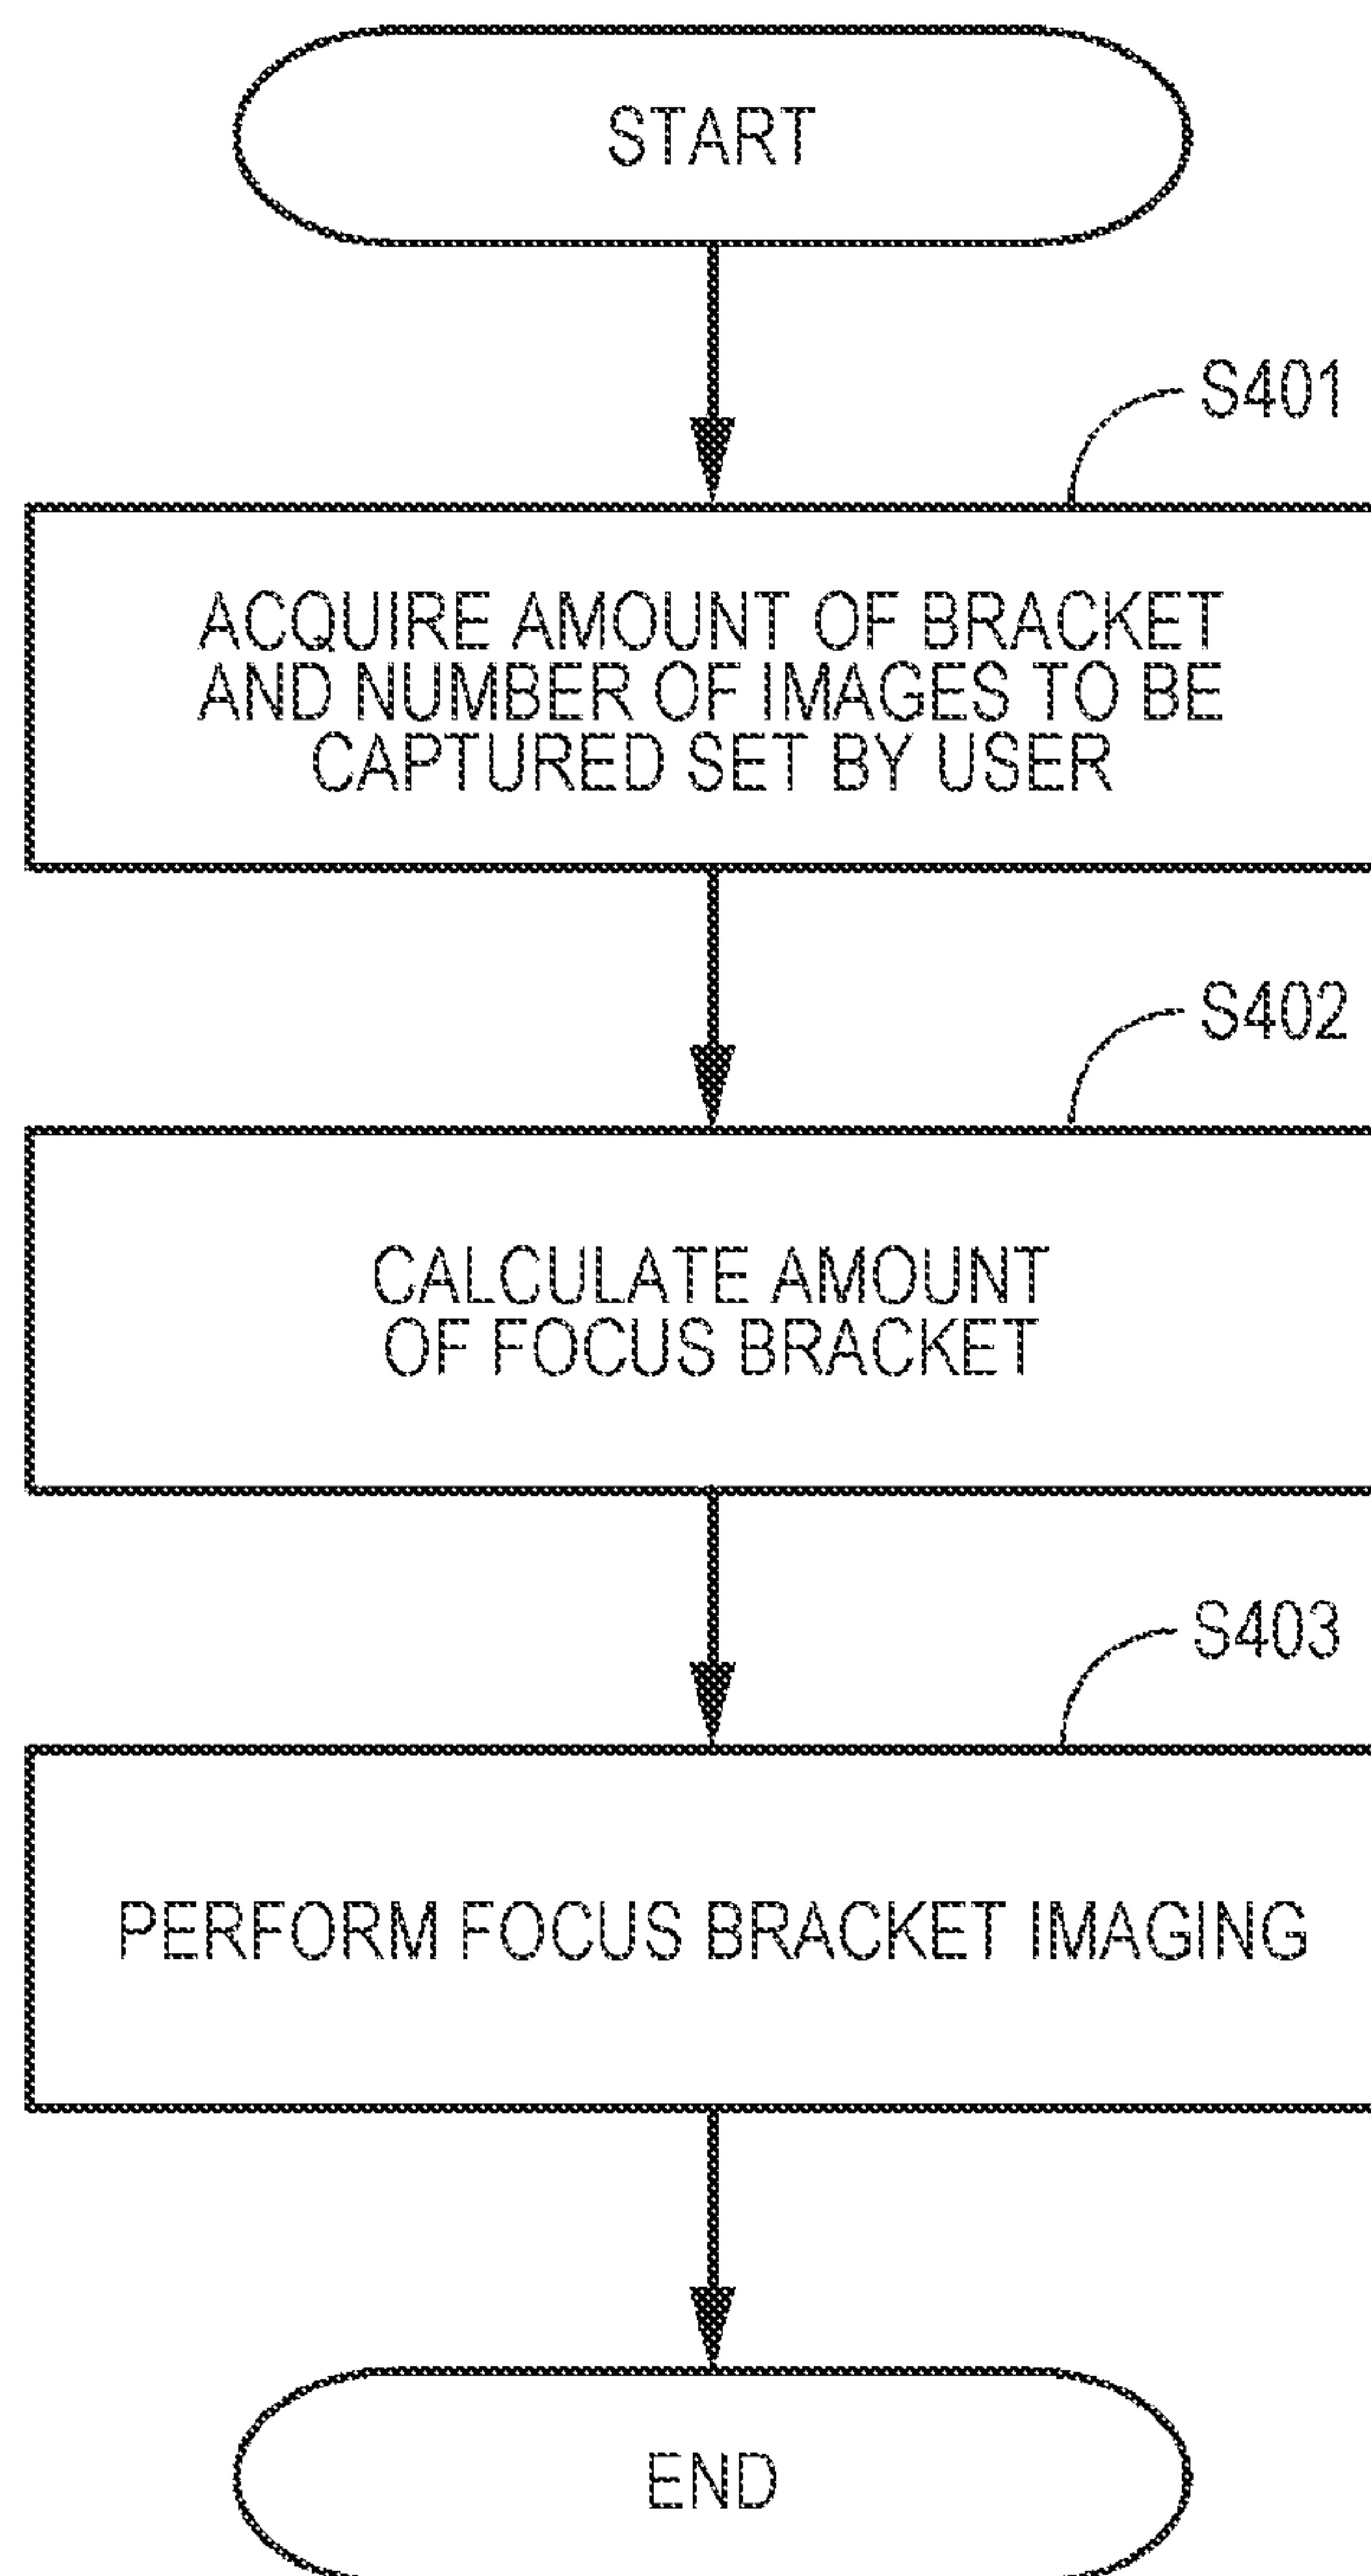 START
S401
ACQUIRE AMOUNT OF BRACKET
AND NUMBER OF IMAGES TO BE
CAPTURED SET BY USER
S402
CALCULATE AMOUNT
OF FOCUS BRACKET
S403
PERFORM FOCUS BRACKET IMAGING
END